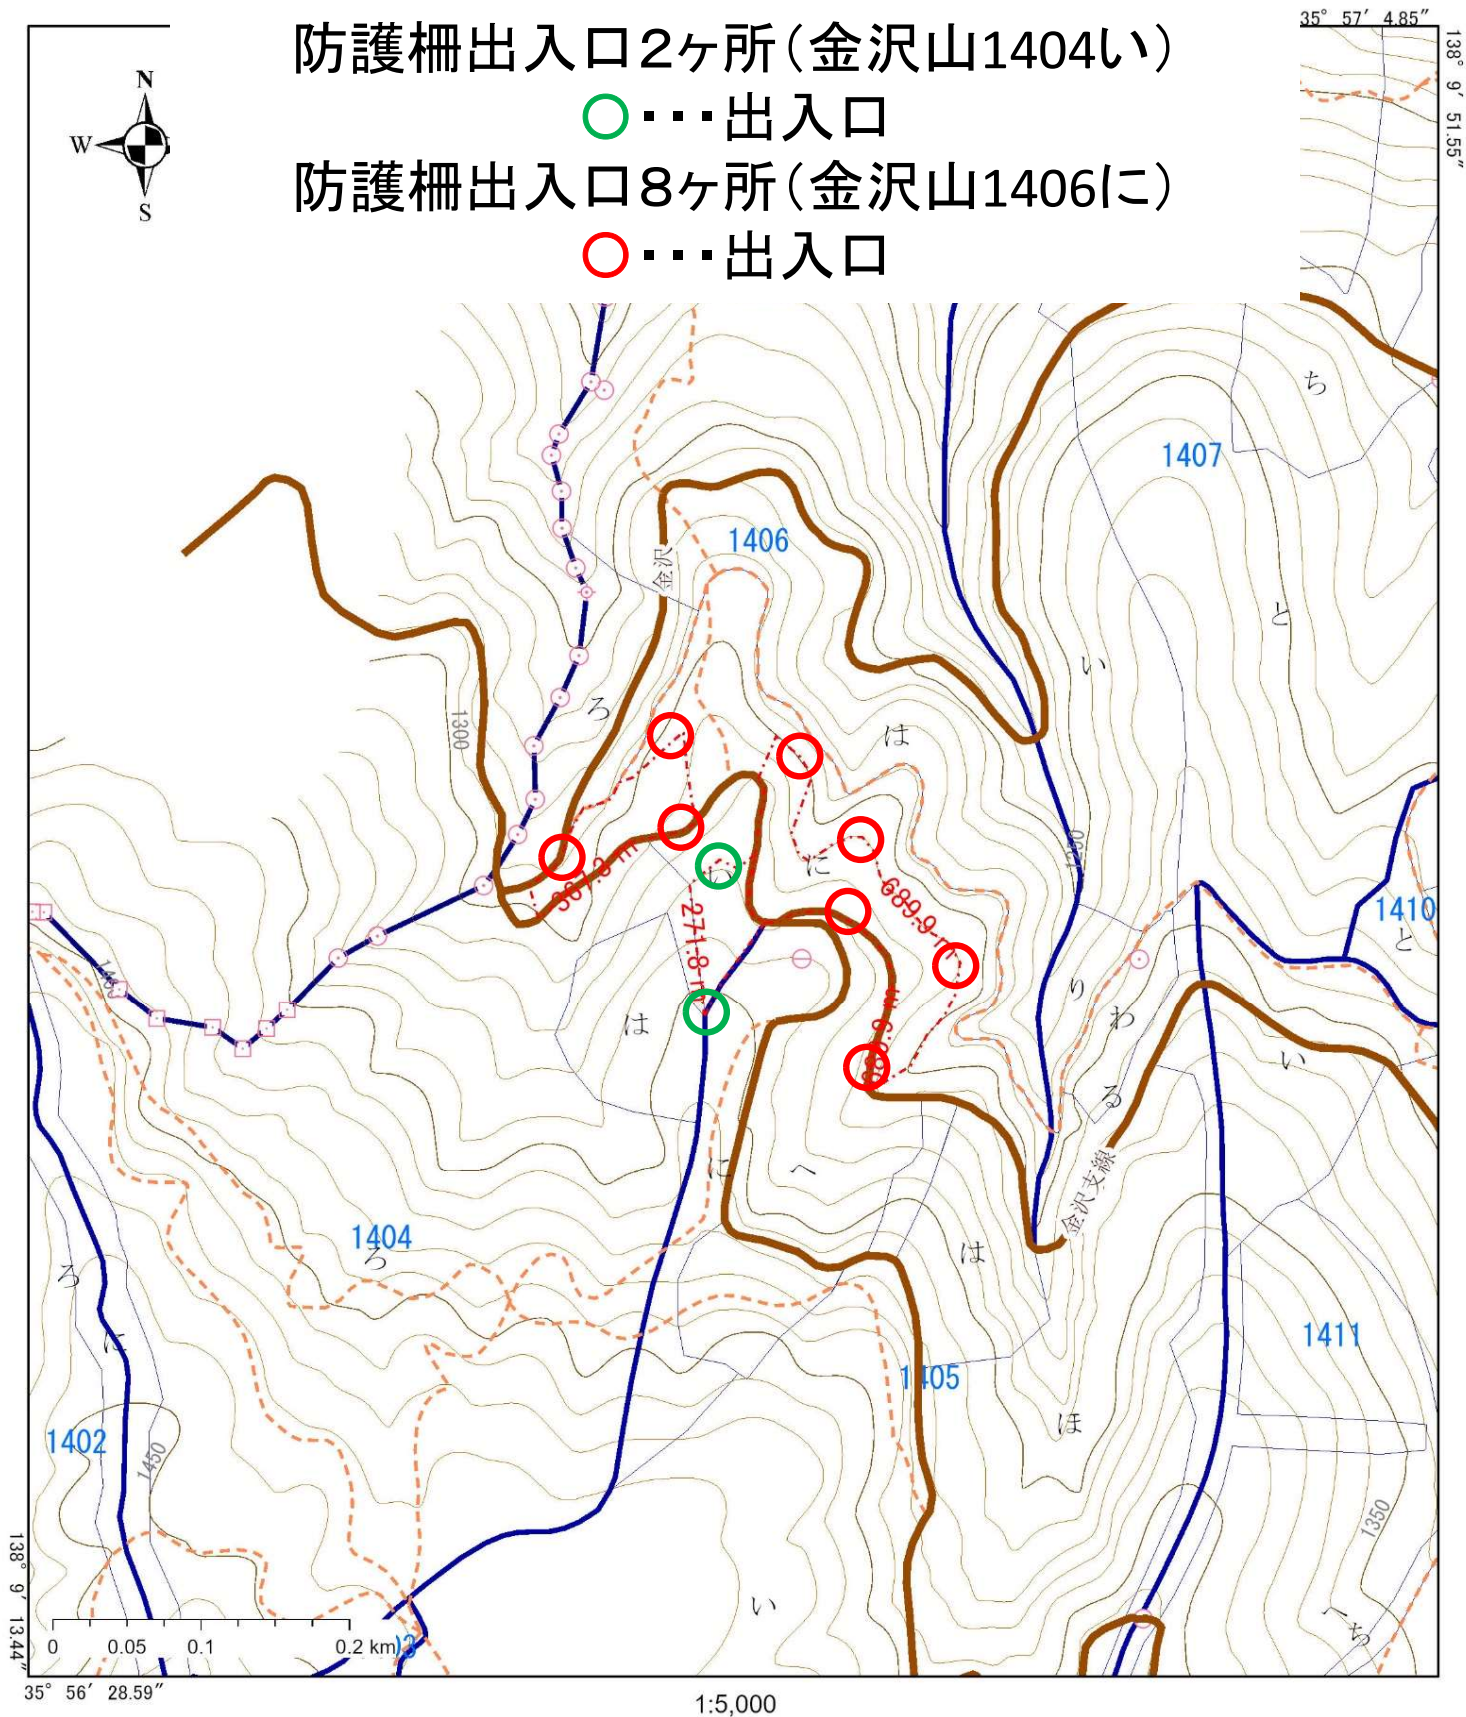 35° 57′ 4.85″
138° 9′ 51.55″
防護柵出入口２ヶ所（金沢山1404い）
○・・・出入口
防護柵出入口８ヶ所（金沢山1406に）
○・・・出入口
N
W
S
ち
1407
1406
金沢
と
い
ろ
1300
は
に
689.9 m
271.8 m
1410
と
1400
は
り
わ
い
る
に
へ
金沢支線
1404
ろ
は
ろ
に
1411
1405
ほ
1402
1450
1350
い
へ
ち
138° 9′ 13.44″
0
0.05
0.1
0.2 km
35° 56′ 28.59″
1:5,000